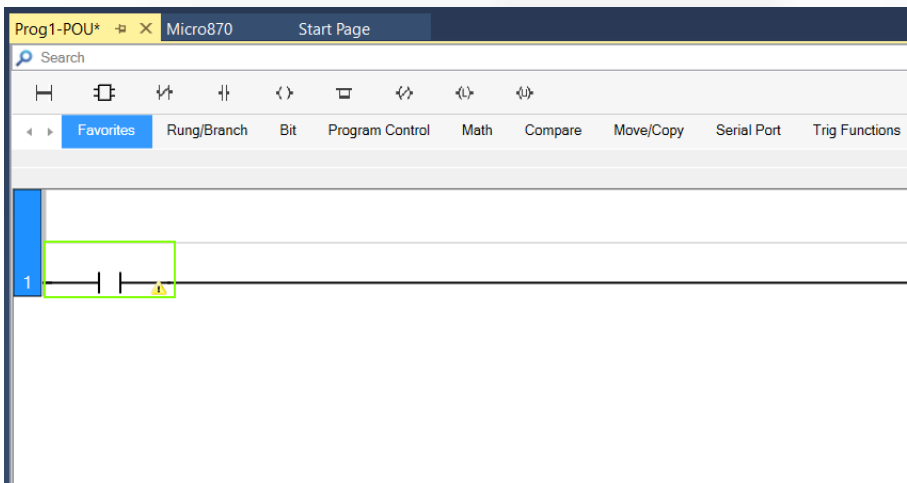 Prog1-POU* Micro870 Start Page
Search
(L) (U)
Favorites Rung/Branch Bit Program Control Math Compare Move/Copy Serial Port Trig Functions
1